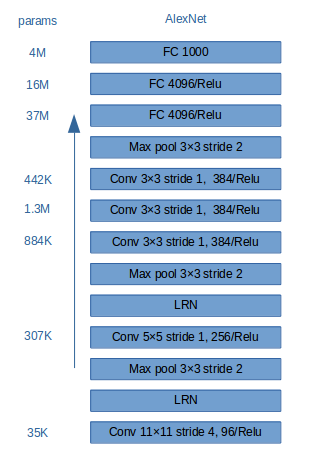 params AlexNet
4M FC 1000
16M FC 4096/Relu
37M FC 4096/Relu
Max pool 3×3 stride 2
442K Conv 3×3 stride 1, 384/Relu
1.3M Conv 3×3 stride 1, 384/Relu
884K Conv 3×3 stride 1, 384/Relu
Max pool 3×3 stride 2
LRN
307K Conv 5×5 stride 1, 256/Relu
Max pool 3×3 stride 2
LRN
35K Conv 11×11 stride 4, 96/Relu